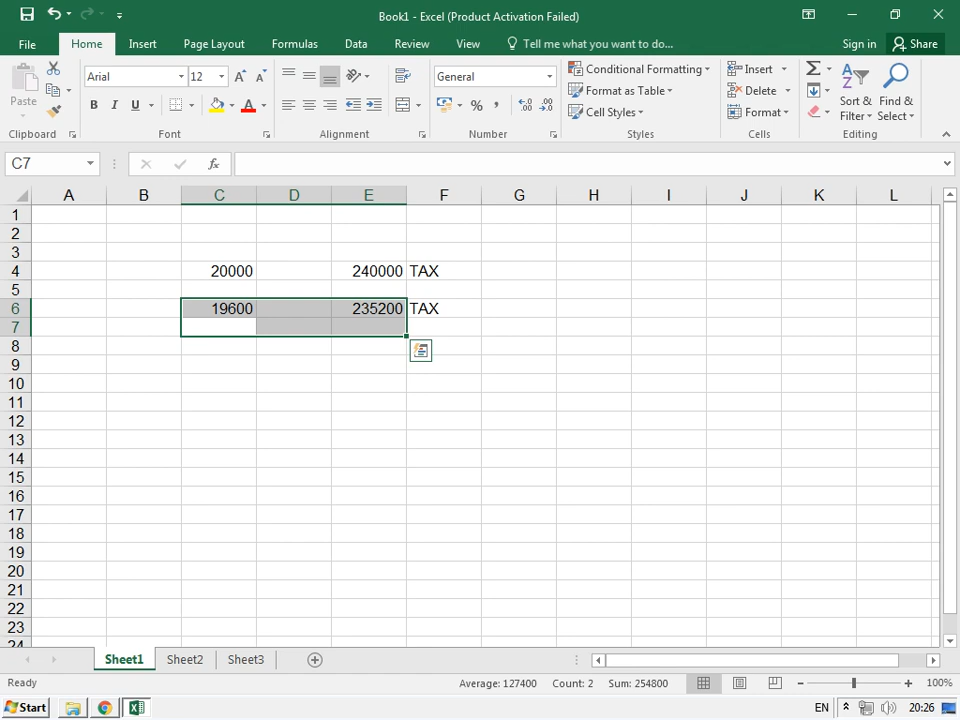 Book1 - Excel (Product Activation Failed)
File Home Insert Page Layout Formulas Data Review View Tell me what you want to do... Sign in Share
Paste
Arial 12
B I U
General
Conditional Formatting
Format as Table
Cell Styles
Insert
Delete
Format
Sort & Filter
Find & Select
Clipboard Font Alignment Number Styles Cells Editing
C7 fx
A B C D E F G H I J K L
1
2
3
4 20000 240000 TAX
5
6 19600 235200 TAX
7
8
9
10
11
12
13
14
15
16
17
18
19
20
21
22
23
24
Sheet1 Sheet2 Sheet3
Ready Average: 127400 Count: 2 Sum: 254800 100%
Start EN 20:26